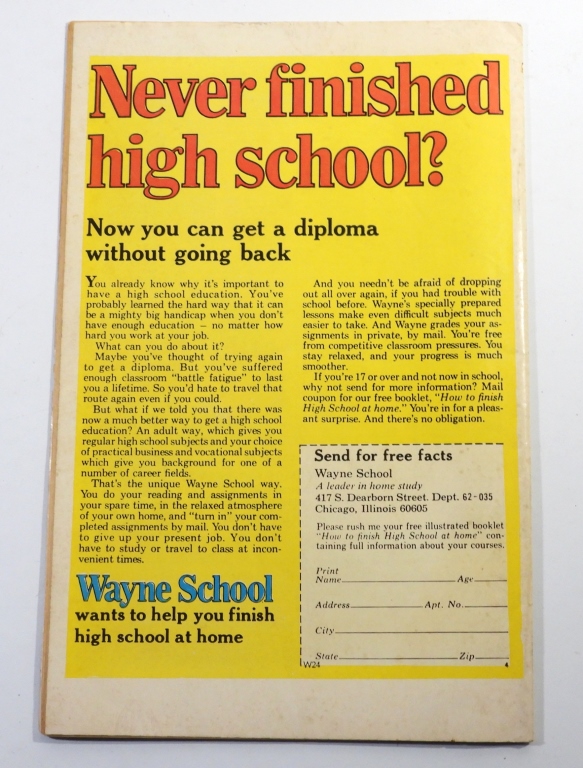 Never finished
high school?
Now you can get a diploma
without going back
You already know why it's important to
have a high school education. You've
probably learned the hard way that it can
be a mighty big handicap when you don't
have enough education – no matter how
hard you work at your job.
What can you do about it?
Maybe you've thought of trying again
to get a diploma. But you've suffered
enough classroom "battle fatigue" to last
you a lifetime. So you'd hate to travel that
route again even if you could.
But what if we told you that there was
now a much better way to get a high school
education? An adult way, which gives you
regular high school subjects and your choice
of practical business and vocational subjects
which give you background for one of a
number of career fields.
That's the unique Wayne School way.
You do your reading and assignments in
your spare time, in the relaxed atmosphere
of your own home, and "turn in" your com-
pleted assignments by mail. You don't have
to give up your present job. You don't
have to study or travel to class at incon-
venient times.
Wayne School
wants to help you finish
high school at home
And you needn't be afraid of dropping
out all over again, if you had trouble with
school before. Wayne's specially prepared
lessons make even difficult subjects much
easier to take. And Wayne grades your as-
signments in private, by mail. You're free
from competitive classroom pressures. You
stay relaxed, and your progress is much
smoother.
If you're 17 or over and not now in school,
why not send for more information? Mail
coupon for our free booklet, "How to finish
High School at home." You're in for a pleas-
ant surprise. And there's no obligation.
Send for free facts
Wayne School
A leader in home study
417 S. Dearborn Street. Dept. 62-035
Chicago, Illinois 60605
Please rush me your free illustrated booklet
"How to finish High School at home" con-
taining full information about your courses.
Print
Name Age
Address Apt. No.
City
State Zip
W24 4